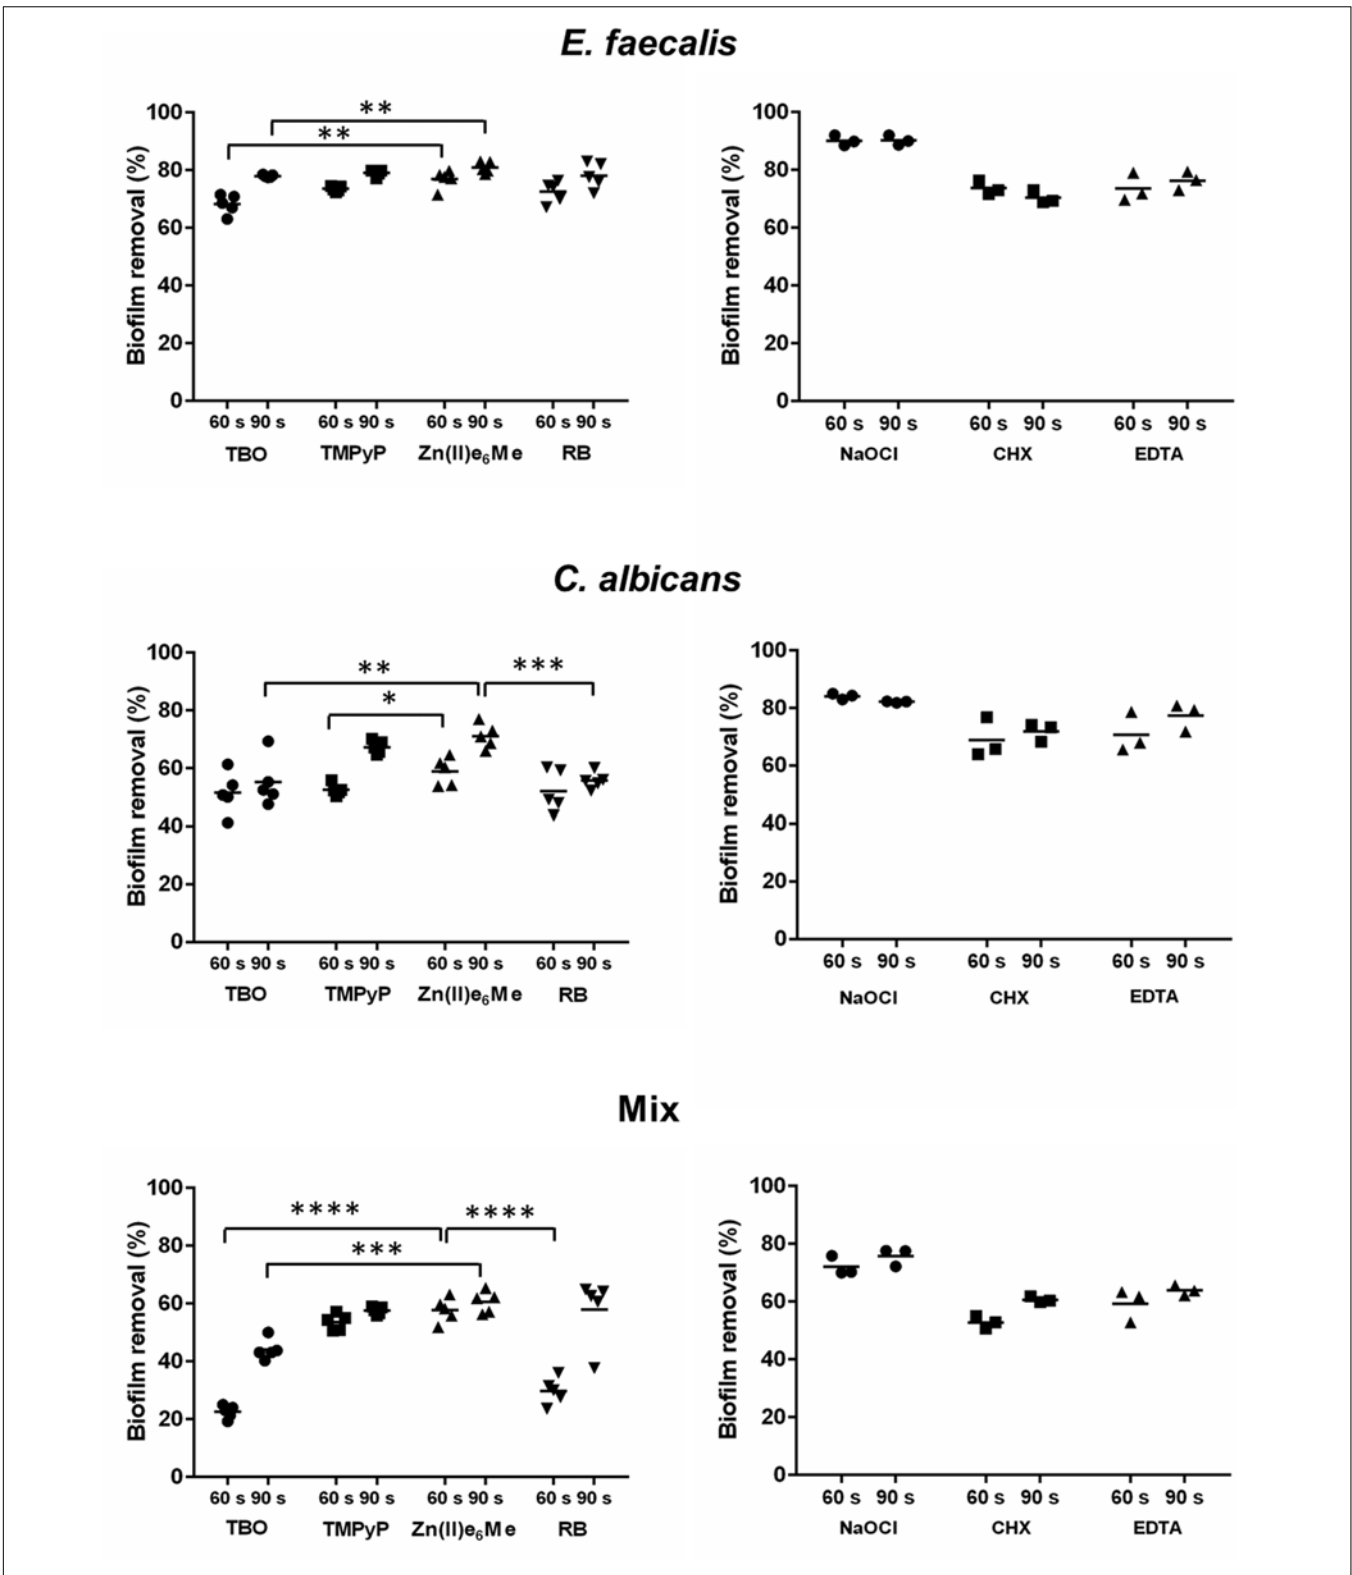 E. faecalis
Biofilm removal (%)
100
80
60
40
20
0
**
**
60 s 90 s 60 s 90 s 60 s 90 s 60 s 90 s
TBO TMPyP Zn(II)e₆Me RB
Biofilm removal (%)
100
80
60
40
20
0
60 s 90 s 60 s 90 s 60 s 90 s
NaOCl CHX EDTA
C. albicans
Biofilm removal (%)
100
80
60
40
20
0
** ***
*
60 s 90 s 60 s 90 s 60 s 90 s 60 s 90 s
TBO TMPyP Zn(II)e₆Me RB
Biofilm removal (%)
100
80
60
40
20
0
60 s 90 s 60 s 90 s 60 s 90 s
NaOCl CHX EDTA
Mix
Biofilm removal (%)
100
80
60
40
20
0
**** ****
***
60 s 90 s 60 s 90 s 60 s 90 s 60 s 90 s
TBO TMPyP Zn(II)e₆Me RB
Biofilm removal (%)
100
80
60
40
20
0
60 s 90 s 60 s 90 s 60 s 90 s
NaOCl CHX EDTA